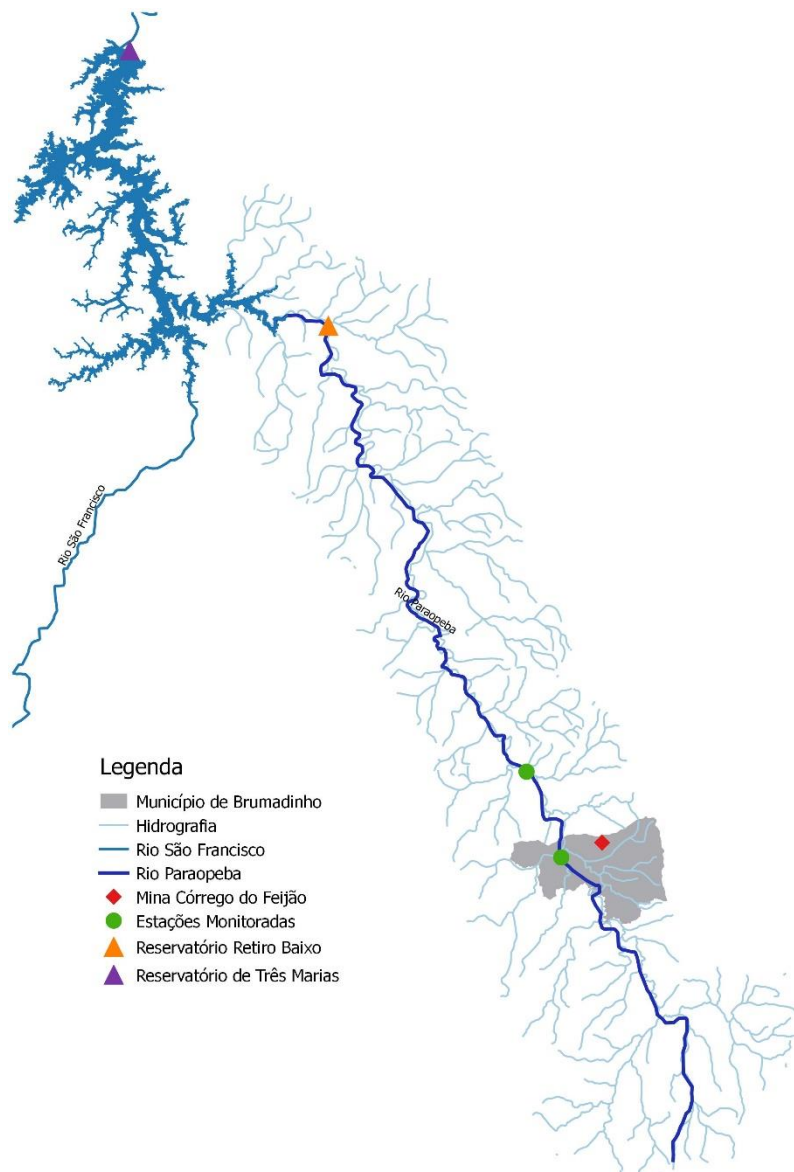 Rio São Francisco
Rio Paraopeba
Legenda
Município de Brumadinho
Hidrografia
Rio São Francisco
Rio Paraopeba
Mina Córrego do Feijão
Estações Monitoradas
Reservatório Retiro Baixo
Reservatório de Três Marias